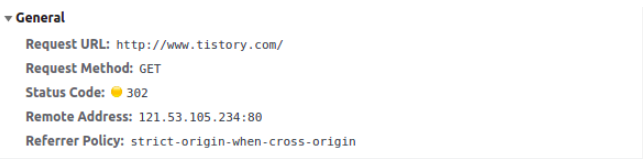 General
Request URL: http://www.tistory.com/
Request Method: GET
Status Code: 302
Remote Address: 121.53.105.234:80
Referrer Policy: strict-origin-when-cross-origin